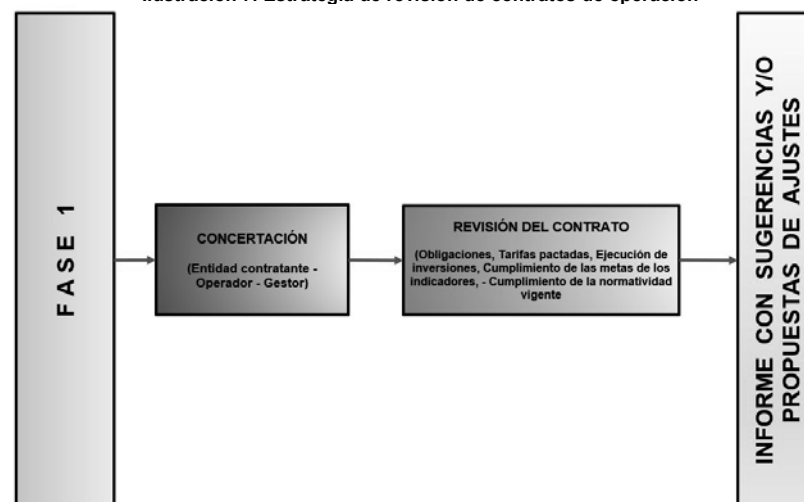 FASE 1
CONCERTACIÓN
(Entidad contratante -
Operador - Gestor)
REVISIÓN DEL CONTRATO
(Obligaciones, Tarifas pactadas, Ejecución de
inversiones, Cumplimiento de las metas de los
indicadores, - Cumplimiento de la normatividad
vigente
INFORME CON SUGERENCIAS Y/O
PROPUESTAS DE AJUSTES